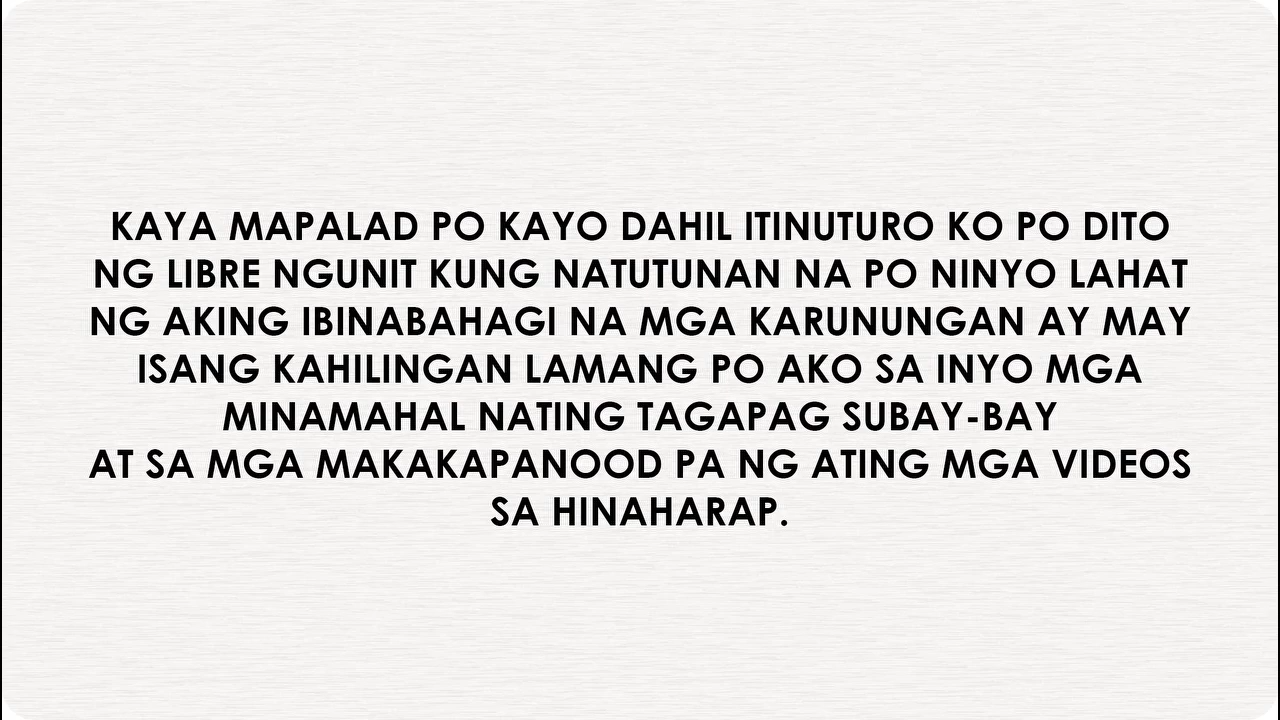 KAYA MAPALAD PO KAYO DAHIL ITINUTURO KO PO DITO
NG LIBRE NGUNIT KUNG NATUTUNAN NA PO NINYO LAHAT
NG AKING IBINABAHAGI NA MGA KARUNUNGAN AY MAY
ISANG KAHILINGAN LAMANG PO AKO SA INYO MGA
MINAMAHAL NATING TAGAPAG SUBAY-BAY
AT SA MGA MAKAKAPANOOD PA NG ATING MGA VIDEOS
SA HINAHARAP.